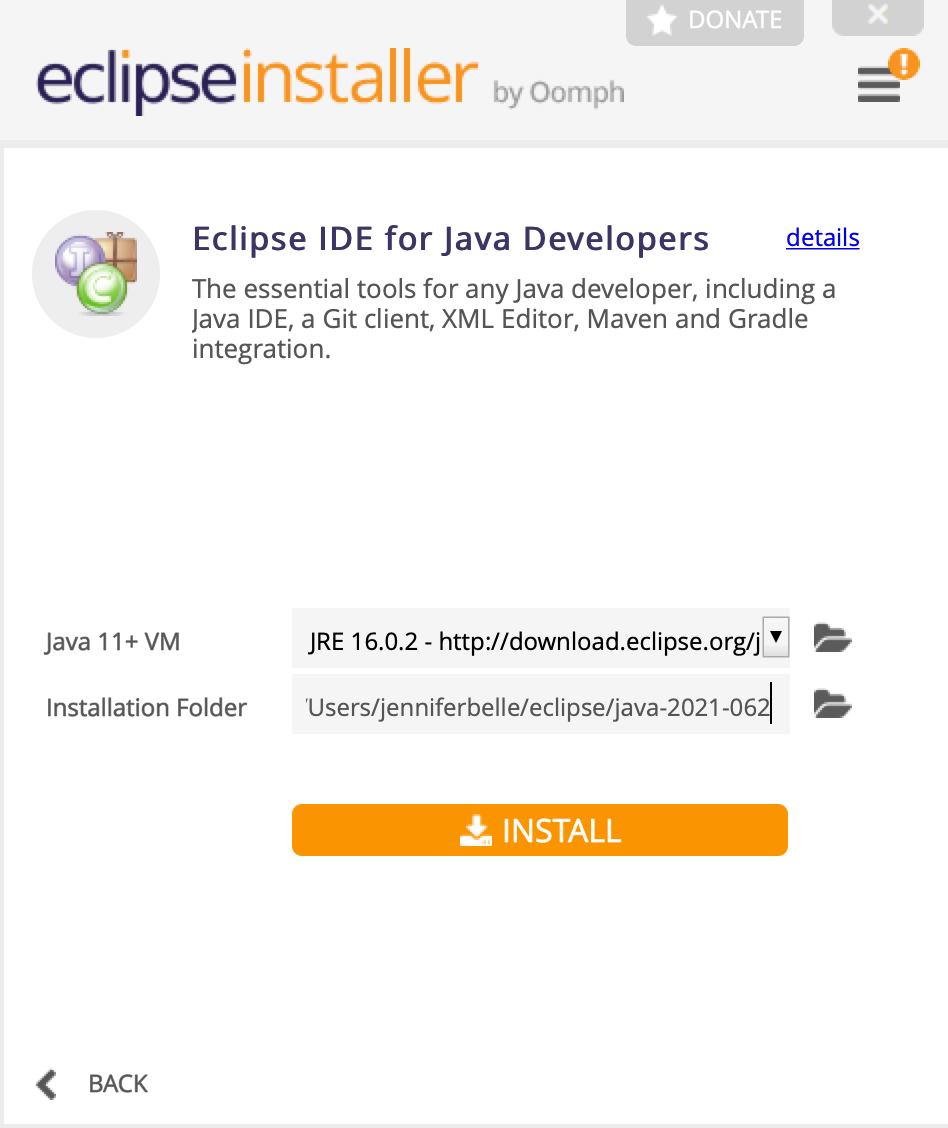 DONATE
eclipseinstaller by Oomph
Eclipse IDE for Java Developers
details
The essential tools for any Java developer, including a
Java IDE, a Git client, XML Editor, Maven and Gradle
integration.
Java 11+ VM
JRE 16.0.2 - http://download.eclipse.org/j
Installation Folder
/Users/jenniferbelle/eclipse/java-2021-062
INSTALL
BACK